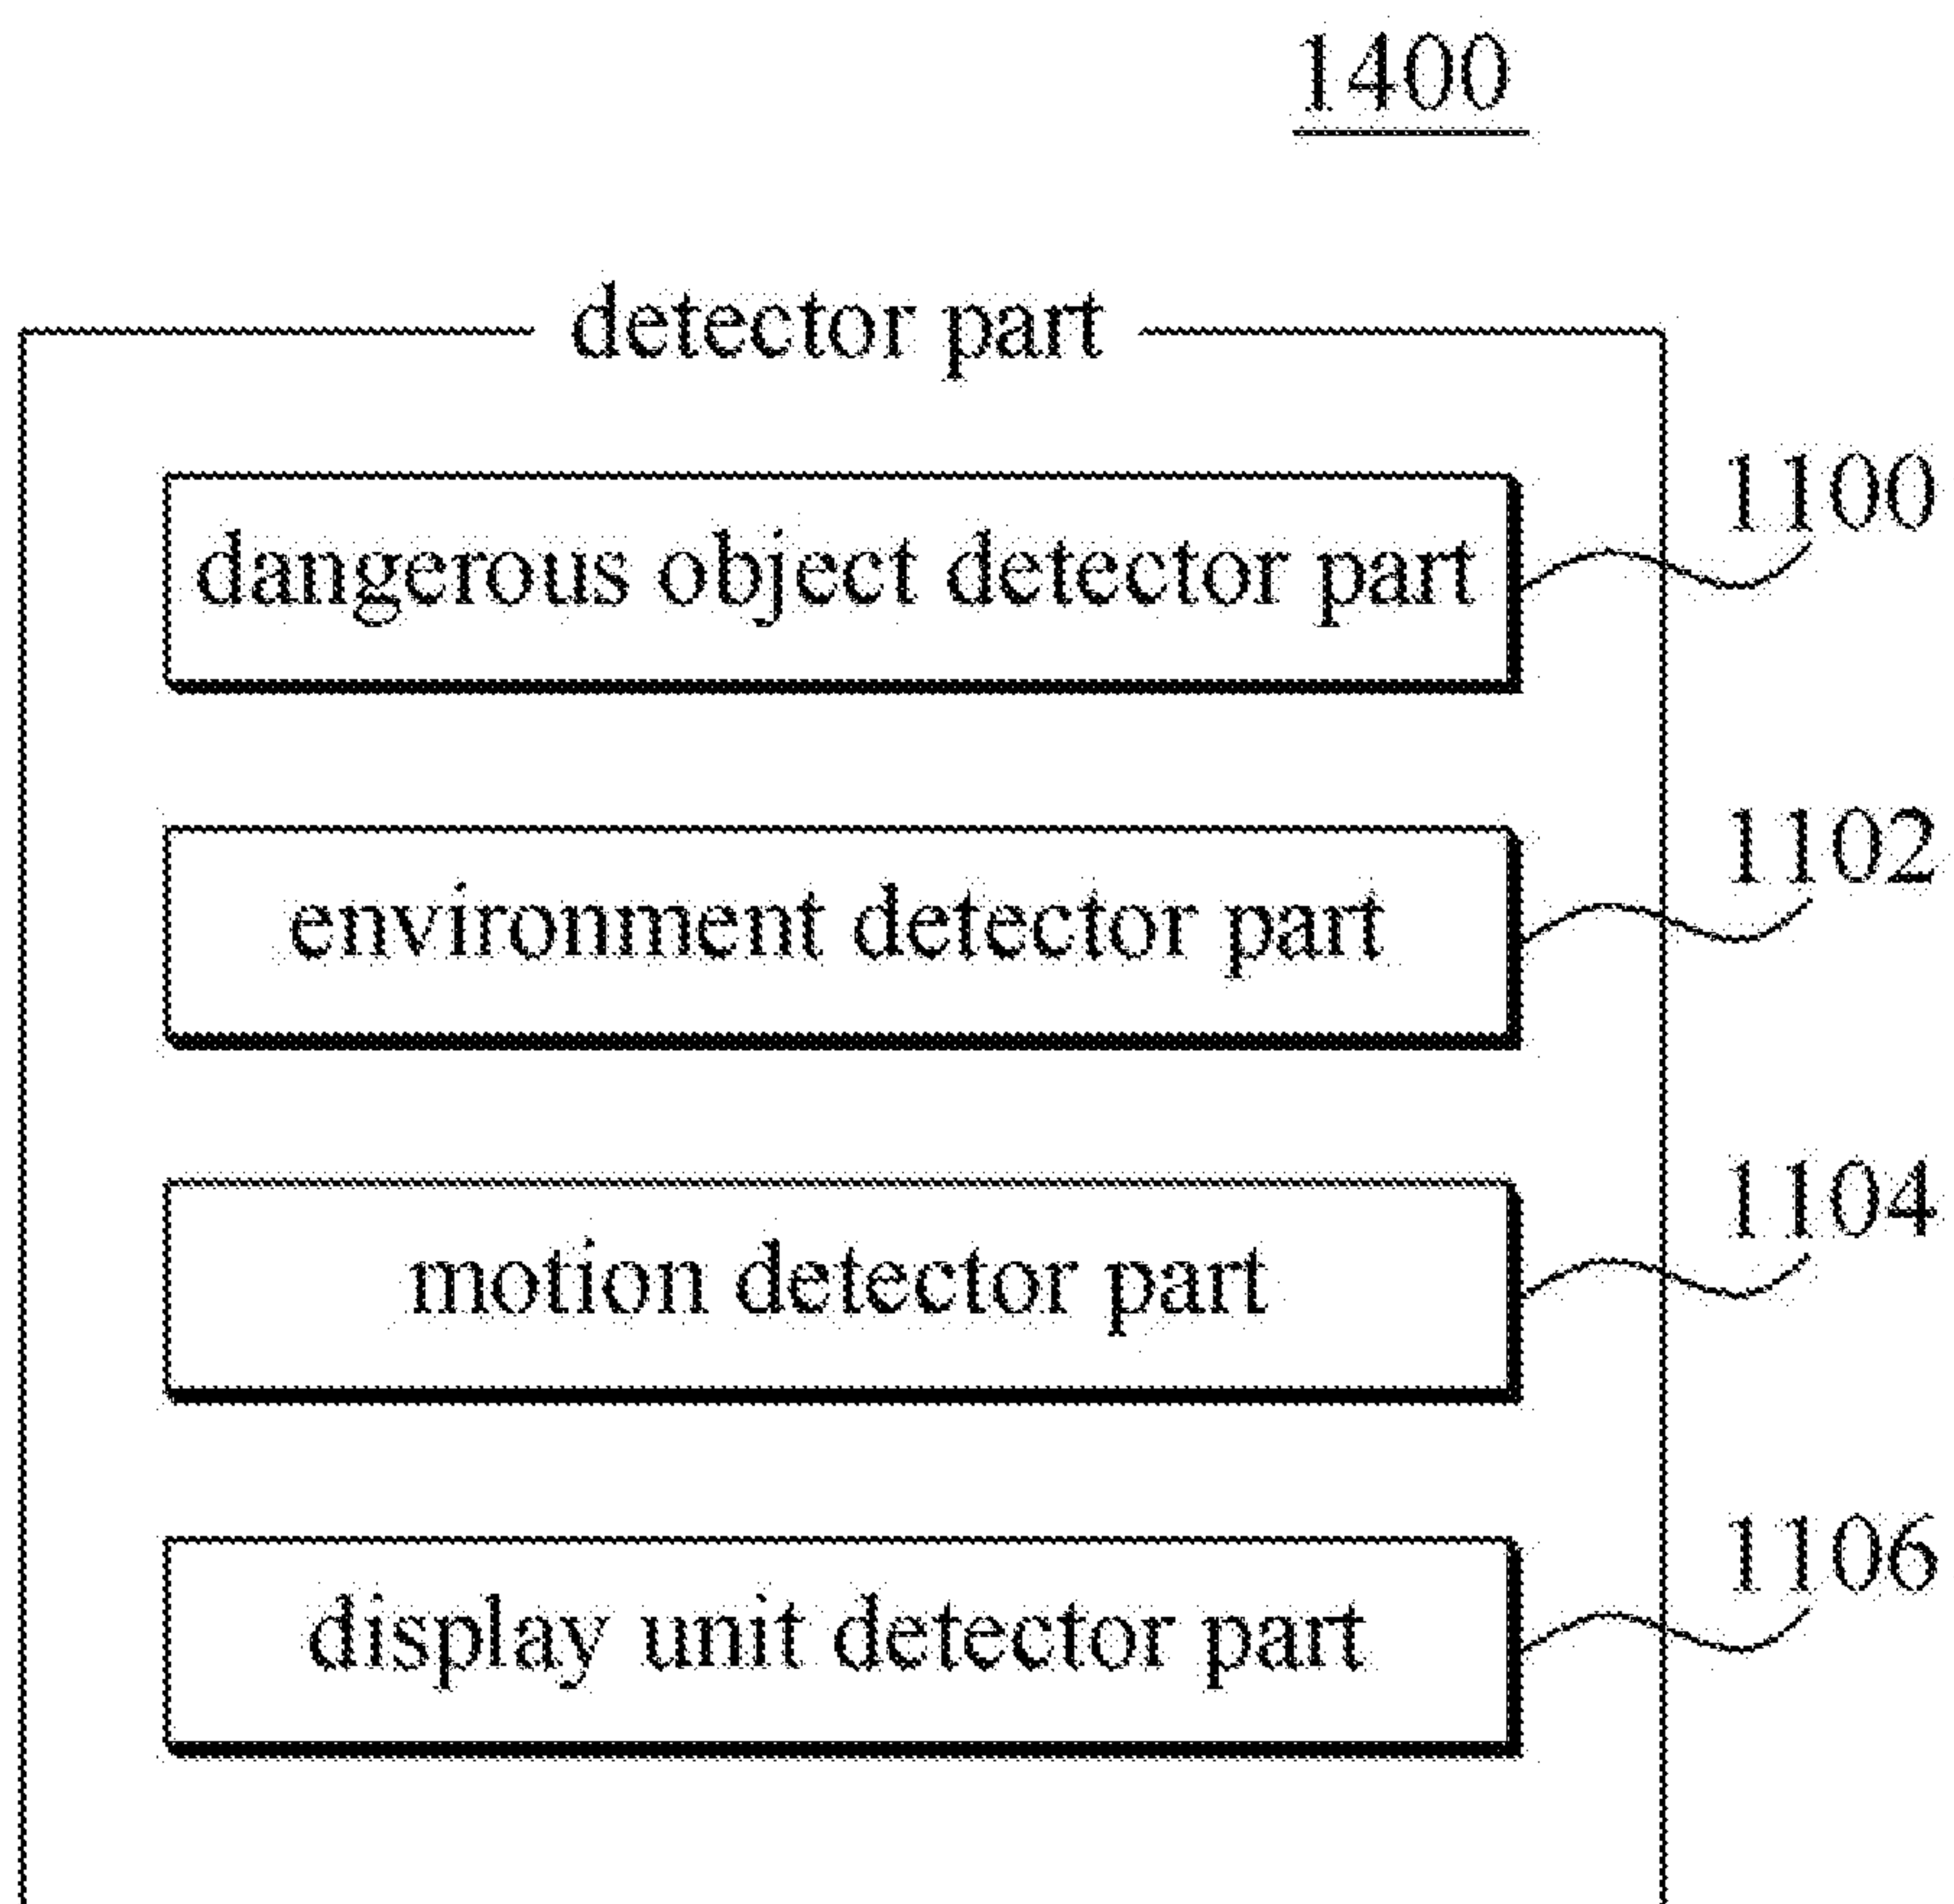 1400
detector part
dangerous object detector part
1100
environment detector part
1102
motion detector part
1104
display unit detector part
1106